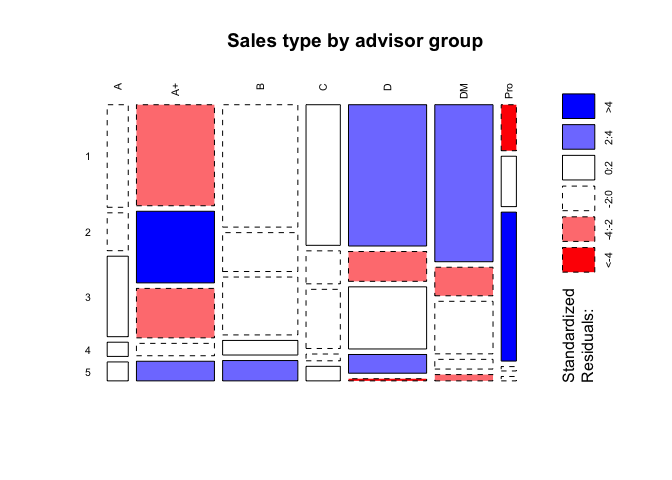 Sales type by advisor group
A A+ B C D DM Pro
1
2
3
4
5
>4
2:4
0:2
-2:0
-4:-2
<-4
Standardized
Residuals: